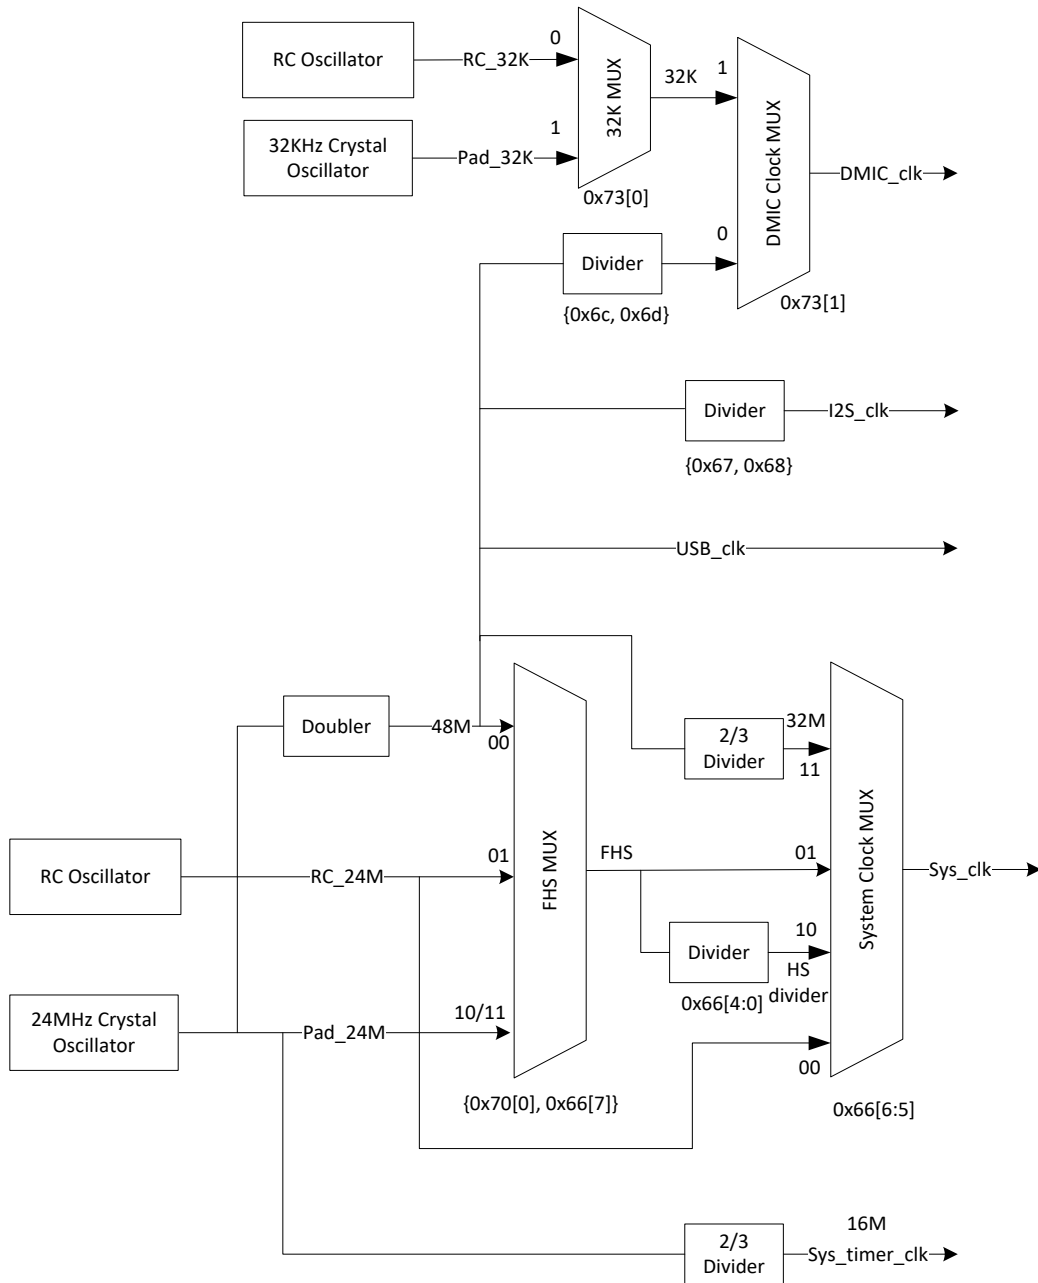 RC Oscillator
RC_32K
0
32K MUX
32K
1
32KHz Crystal
Oscillator
Pad_32K
1
0x73[0]
DMIC Clock MUX
DMIC_clk
0
Divider
{0x6c, 0x6d}
0x73[1]
Divider
I2S_clk
{0x67, 0x68}
USB_clk
Doubler
48M
00
2/3
Divider
32M
11
RC Oscillator
RC_24M
01
FHS MUX
FHS
01
System Clock MUX
Sys_clk
Divider
10
HS
divider
0x66[4:0]
24MHz Crystal
Oscillator
Pad_24M
10/11
00
{0x70[0], 0x66[7]}
0x66[6:5]
2/3
Divider
16M
Sys_timer_clk